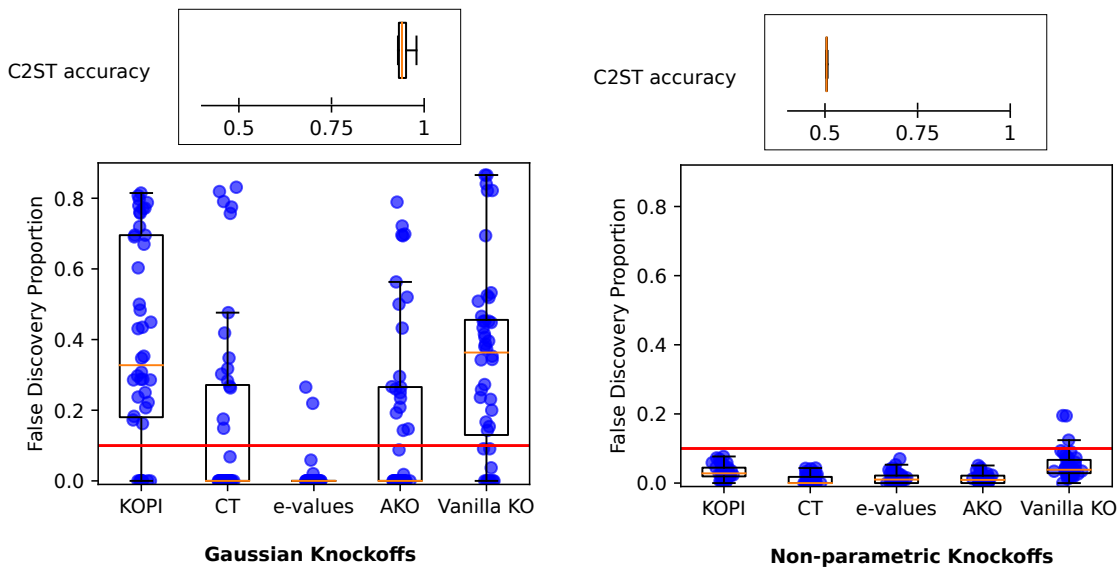 C2ST accuracy
0.5 0.75 1
False Discovery Proportion
0.8
0.6
0.4
0.2
0.0
KOPI CT e-values AKO Vanilla KO
Gaussian Knockoffs
C2ST accuracy
0.5 0.75 1
False Discovery Proportion
0.8
0.6
0.4
0.2
0.0
KOPI CT e-values AKO Vanilla KO
Non-parametric Knockoffs